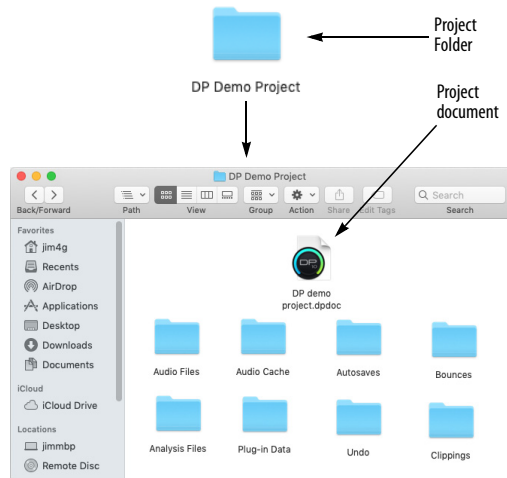 Project
Folder
DP Demo Project
Project
document
DP Demo Project
Search
Back/Forward
Path
View
Group
Action
Share
Edit Tags
Search
Favorites
jim4g
Recents
AirDrop
Applications
Desktop
Downloads
Documents
iCloud
iCloud Drive
Locations
jimmbp
Remote Disc
DP
DP demo
project.dpdoc
Audio Files
Audio Cache
Autosaves
Bounces
Analysis Files
Plug-in Data
Undo
Clippings